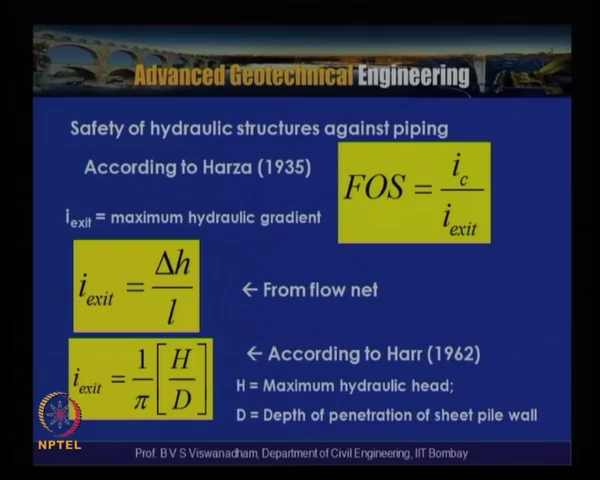 Advanced Geotechnical Engineering
Safety of hydraulic structures against piping
According to Harza (1935)
FOS = i_c / i_exit
i_exit = maximum hydraulic gradient
i_exit = Δh / l
← From flow net
i_exit = 1/π [H/D]
← According to Harr (1962)
H = Maximum hydraulic head;
D = Depth of penetration of sheet pile wall
NPTEL
Prof. B V S Viswanadham, Department of Civil Engineering, IIT Bombay